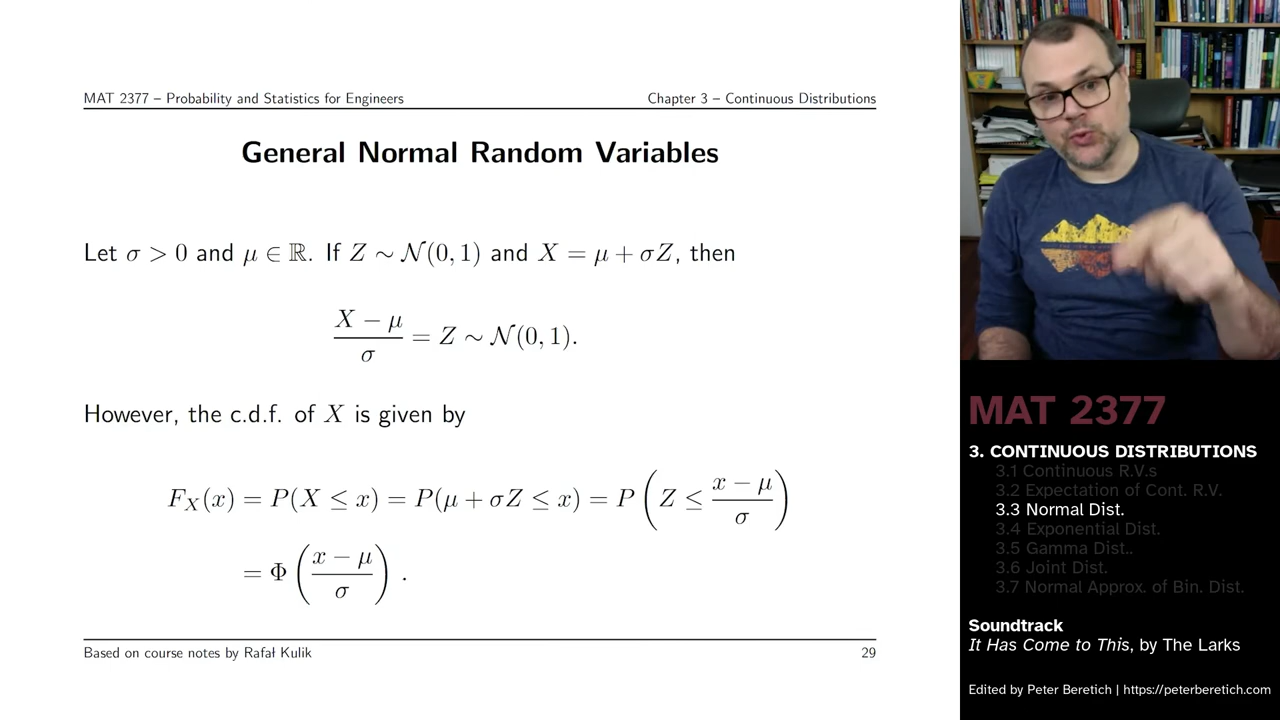 MAT 2377 – Probability and Statistics for Engineers
Chapter 3 – Continuous Distributions
General Normal Random Variables
Let σ > 0 and μ ∈ ℝ. If Z ∼ 𝒩(0, 1) and X = μ + σZ, then
(X − μ)/σ = Z ∼ 𝒩(0, 1).
However, the c.d.f. of X is given by
F_X(x) = P(X ≤ x) = P(μ + σZ ≤ x) = P(Z ≤ (x − μ)/σ)
= Φ((x − μ)/σ).
Based on course notes by Rafał Kulik
29
MAT 2377
3. CONTINUOUS DISTRIBUTIONS
3.1 Continuous R.V.s
3.2 Expectation of Cont. R.V.
3.3 Normal Dist.
3.4 Exponential Dist.
3.5 Gamma Dist..
3.6 Joint Dist.
3.7 Normal Approx. of Bin. Dist.
Soundtrack
It Has Come to This, by The Larks
Edited by Peter Beretich | https://peterberetich.com